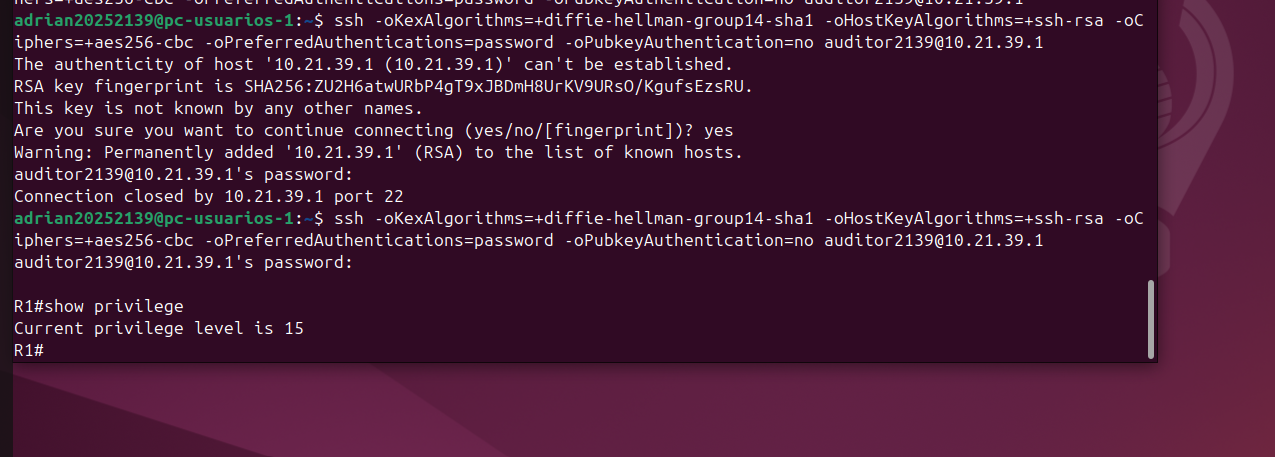 adrian20252139@pc-usuarios-1:~$ ssh -oKexAlgorithms=+diffie-hellman-group14-sha1 -oHostKeyAlgorithms=+ssh-rsa -oC
iphers=+aes256-cbc -oPreferredAuthentications=password -oPubkeyAuthentication=no auditor2139@10.21.39.1
The authenticity of host '10.21.39.1 (10.21.39.1)' can't be established.
RSA key fingerprint is SHA256:ZU2H6atwURbP4gT9xJBDmH8UrKV9URsO/KgufsEzsRU.
This key is not known by any other names.
Are you sure you want to continue connecting (yes/no/[fingerprint])? yes
Warning: Permanently added '10.21.39.1' (RSA) to the list of known hosts.
auditor2139@10.21.39.1's password:
Connection closed by 10.21.39.1 port 22
adrian20252139@pc-usuarios-1:~$ ssh -oKexAlgorithms=+diffie-hellman-group14-sha1 -oHostKeyAlgorithms=+ssh-rsa -oC
iphers=+aes256-cbc -oPreferredAuthentications=password -oPubkeyAuthentication=no auditor2139@10.21.39.1
auditor2139@10.21.39.1's password:
R1#show privilege
Current privilege level is 15
R1#